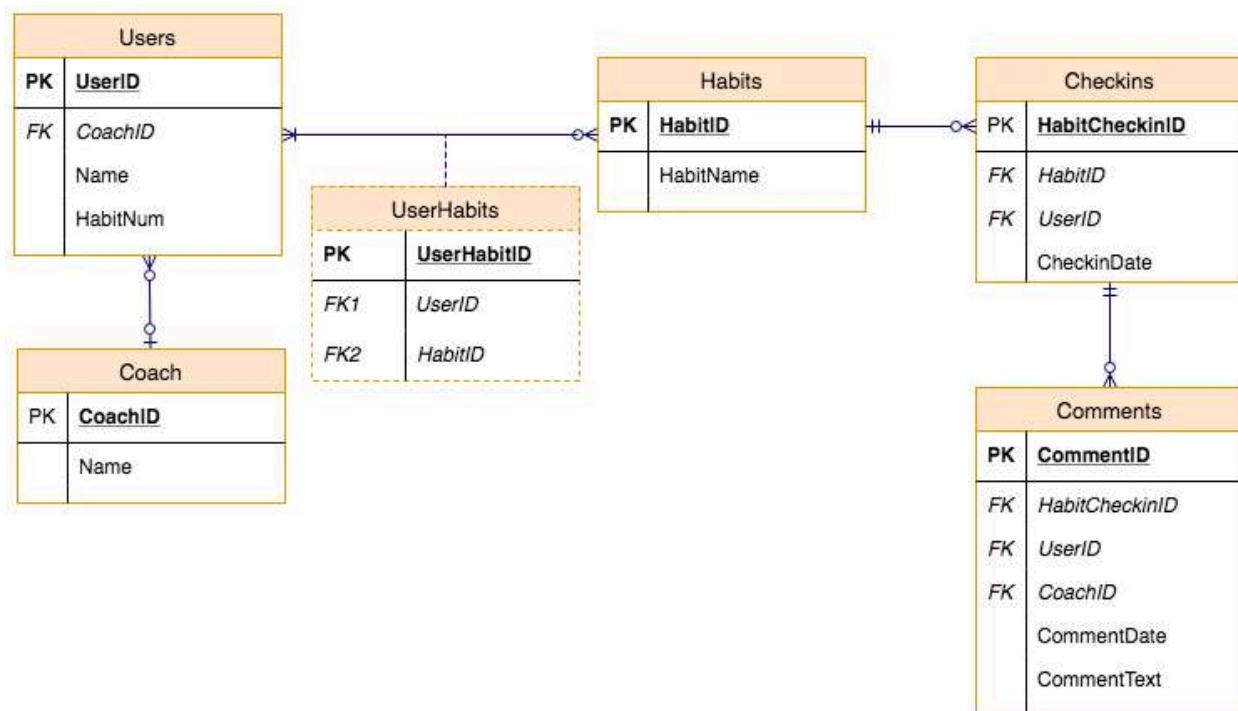 Users
PK UserID
FK CoachID
Name
HabitNum
Coach
PK CoachID
Name
UserHabits
PK UserHabitID
FK1 UserID
FK2 HabitID
Habits
PK HabitID
HabitName
Checkins
PK HabitCheckinID
FK HabitID
FK UserID
CheckinDate
Comments
PK CommentID
FK HabitCheckinID
FK UserID
FK CoachID
CommentDate
CommentText